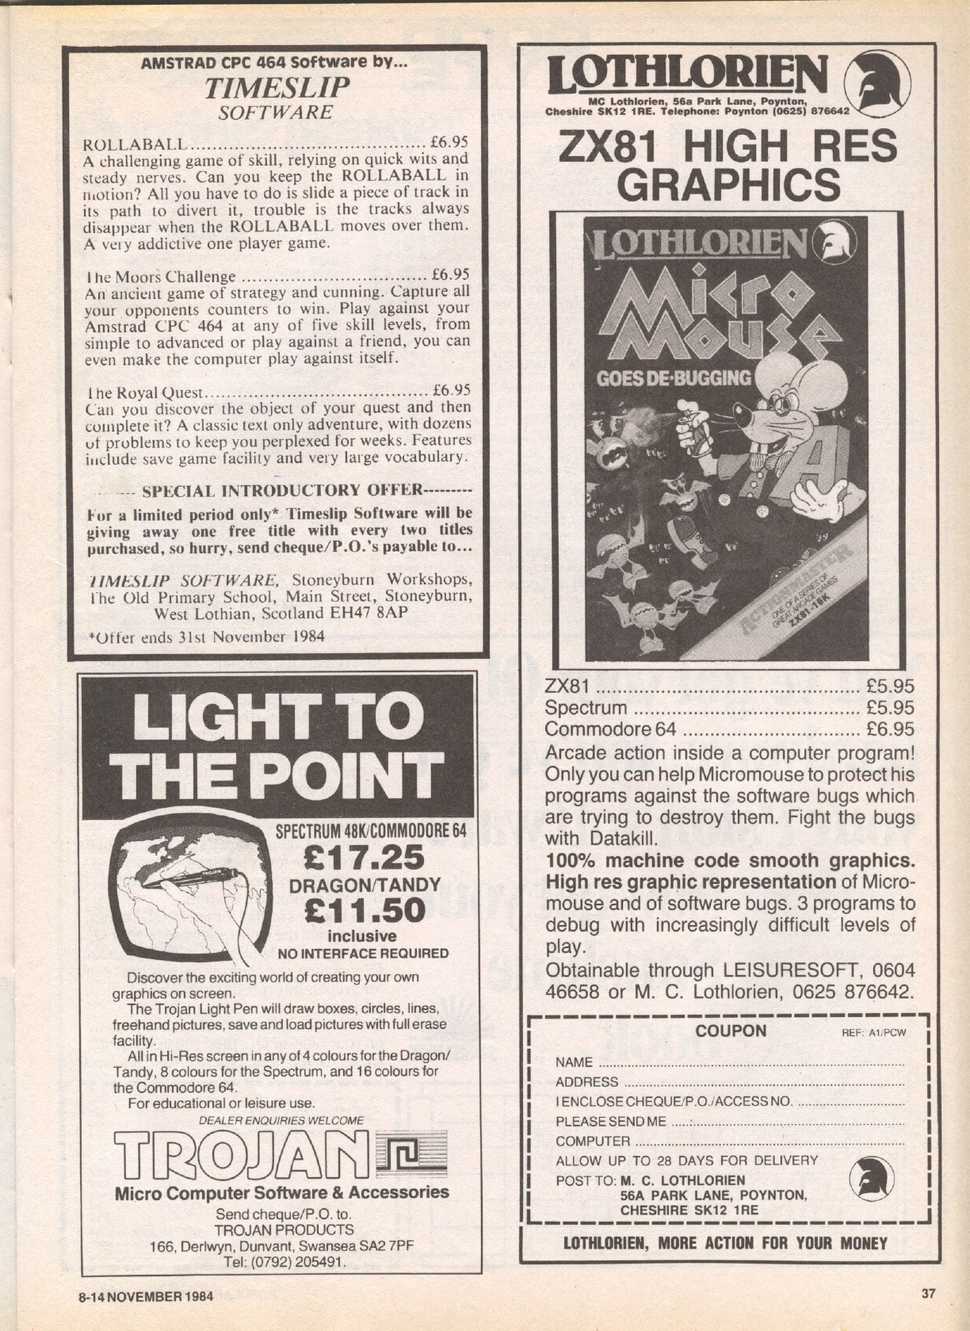 AMSTRAD CPC 464 Software by...
TIMESLIP
SOFTWARE
ROLLABALL.......................................... £6.95
A challenging game of skill, relying on quick wits and
steady nerves. Can you keep the ROLLABALL in
motion? All you have to do is slide a piece of track in
its path to divert it, trouble is the tracks always
disappear when the ROLLABALL moves over them.
A very addictive one player game.
The Moors Challenge ................................. £6.95
An ancient game of strategy and cunning. Capture all
your opponents counters to win. Play against your
Amstrad CPC 464 at any of five skill levels, from
simple to advanced or play against a friend, you can
even make the computer play against itself.
The Royal Quest........................................ £6.95
Can you discover the object of your quest and then
complete it? A classic text only adventure, with dozens
of problems to keep you perplexed for weeks. Features
include save game facility and very large vocabulary.
------- SPECIAL INTRODUCTORY OFFER---------
For a limited period only* Timeslip Software will be
giving away one free title with every two titles
purchased, so hurry, send cheque/P.O.'s payable to...
TIMESLIP SOFTWARE, Stoneyburn Workshops,
The Old Primary School, Main Street, Stoneyburn,
West Lothian, Scotland EH47 8AP
*Offer ends 31st November 1984
LIGHT TO
THE POINT
SPECTRUM 48K/COMMODORE 64
£17.25
DRAGON/TANDY
£11.50
inclusive
NO INTERFACE REQUIRED
Discover the exciting world of creating your own
graphics on screen.
The Trojan Light Pen will draw boxes, circles, lines,
freehand pictures, save and load pictures with full erase
facility.
All in Hi-Res screen in any of 4 colours for the Dragon/
Tandy, 8 colours for the Spectrum, and 16 colours for
the Commodore 64.
For educational or leisure use.
DEALER ENQUIRIES WELCOME
TROJAN
Micro Computer Software & Accessories
Send cheque/P.O. to.
TROJAN PRODUCTS
166, Derlwyn, Dunvant, Swansea SA2 7PF
Tel: (0792) 205491.
LOTHLORIEN
MC Lothlorien, 56a Park Lane, Poynton,
Cheshire SK12 1RE. Telephone: Poynton (0625) 876642
ZX81 HIGH RES
GRAPHICS
LOTHLORIEN
MICRO
MOUSE
GOES DE-BUGGING
A
ACTIONMASTER
ONE OF A SERIES OF
GREAT ARCADE GAMES
ZX81-16K
ZX81 ................................................ £5.95
Spectrum ......................................... £5.95
Commodore 64 ................................ £6.95
Arcade action inside a computer program!
Only you can help Micromouse to protect his
programs against the software bugs which
are trying to destroy them. Fight the bugs
with Datakill.
100% machine code smooth graphics.
High res graphic representation of Micro-
mouse and of software bugs. 3 programs to
debug with increasingly difficult levels of
play.
Obtainable through LEISURESOFT, 0604
46658 or M. C. Lothlorien, 0625 876642.
COUPON REF: A1/PCW
NAME ................................................
ADDRESS ................................................
I ENCLOSE CHEQUE/P.O./ACCESS NO. ..........................
PLEASE SEND ME ................................................
COMPUTER ................................................
ALLOW UP TO 28 DAYS FOR DELIVERY
POST TO: M. C. LOTHLORIEN
56A PARK LANE, POYNTON,
CHESHIRE SK12 1RE
LOTHLORIEN, MORE ACTION FOR YOUR MONEY
8-14 NOVEMBER 1984
37